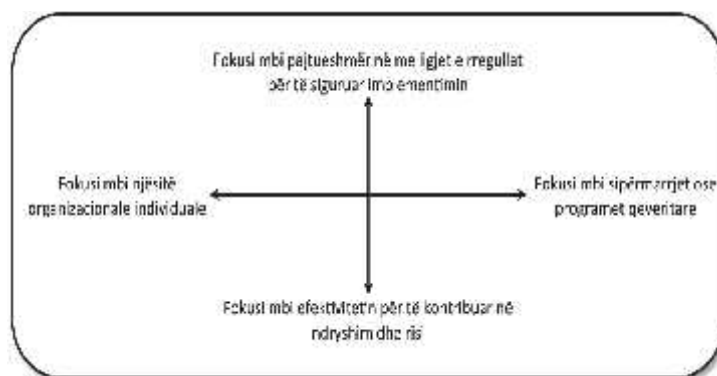 Fokusi mbi pajtueshmërinë me ligjet e rregullat
për të siguruar implementimin
Fokusi mbi njësitë
organizacionale individuale
Fokusi mbi sipërmarrjet ose
programet qeveritare
Fokusi mbi efektivitetin për të kontribuar në
ndryshim dhe risi